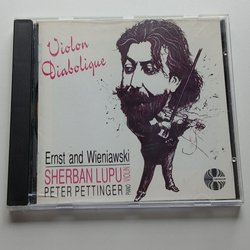 Violon
Diabolique
Ernst and Wieniawski
SHERBAN LUPU VIOLIN
PETER PETTINGER PIANO